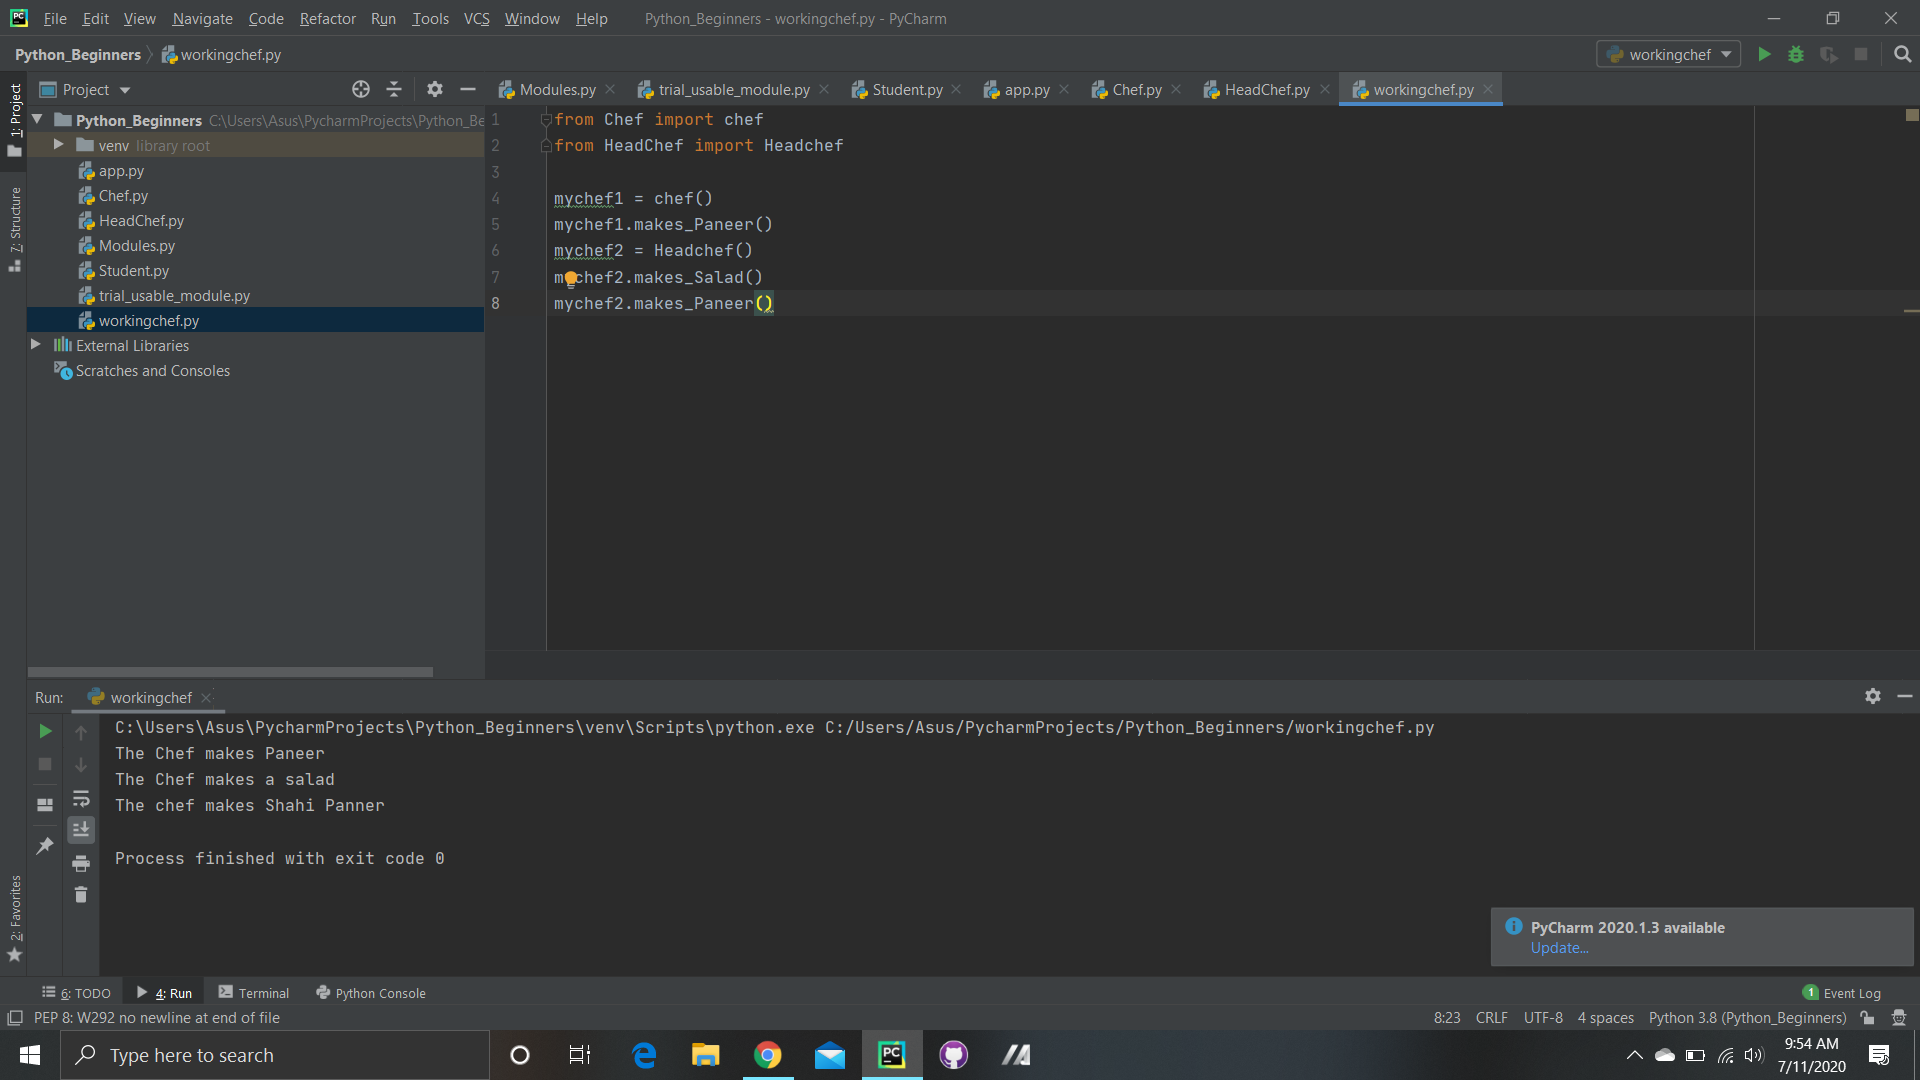 PC File Edit View Navigate Code Refactor Run Tools VCS Window Help Python_Beginners - workingchef.py - PyCharm
Python_Beginners workingchef.py workingchef
Project Modules.py trial_usable_module.py Student.py app.py Chef.py HeadChef.py workingchef.py
1: Project
7: Structure
2: Favorites
Python_Beginners C:\Users\Asus\PycharmProjects\Python_Be
venv library root
app.py
Chef.py
HeadChef.py
Modules.py
Student.py
trial_usable_module.py
workingchef.py
External Libraries
Scratches and Consoles
1 from Chef import chef
2 from HeadChef import Headchef
3
4 mychef1 = chef()
5 mychef1.makes_Paneer()
6 mychef2 = Headchef()
7 mychef2.makes_Salad()
8 mychef2.makes_Paneer()
Run: workingchef
C:\Users\Asus\PycharmProjects\Python_Beginners\venv\Scripts\python.exe C:/Users/Asus/PycharmProjects/Python_Beginners/workingchef.py
The Chef makes Paneer
The Chef makes a salad
The chef makes Shahi Panner
Process finished with exit code 0
PyCharm 2020.1.3 available
Update...
6: TODO 4: Run Terminal Python Console 1 Event Log
PEP 8: W292 no newline at end of file 8:23 CRLF UTF-8 4 spaces Python 3.8 (Python_Beginners)
Type here to search PC 9:54 AM
7/11/2020